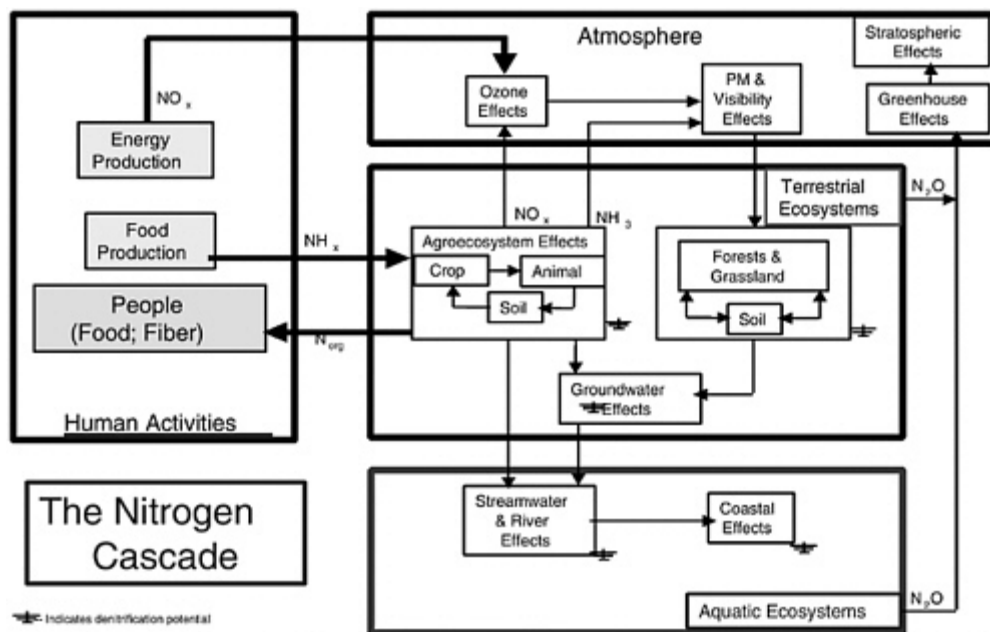 Atmosphere
Stratospheric
Effects
Greenhouse
Effects
PM &
Visibility
Effects
Ozone
Effects
NOx
Energy
Production
Food
Production
NHx
People
(Food; Fiber)
Norg
Human Activities
Terrestrial
Ecosystems
N2O
NOx
NH3
Agroecosystem Effects
Crop
Animal
Soil
Forests &
Grassland
Soil
Groundwater
Effects
Streamwater
& River
Effects
Coastal
Effects
Aquatic Ecosystems
N2O
The Nitrogen
Cascade
- Indicates denitrification potential